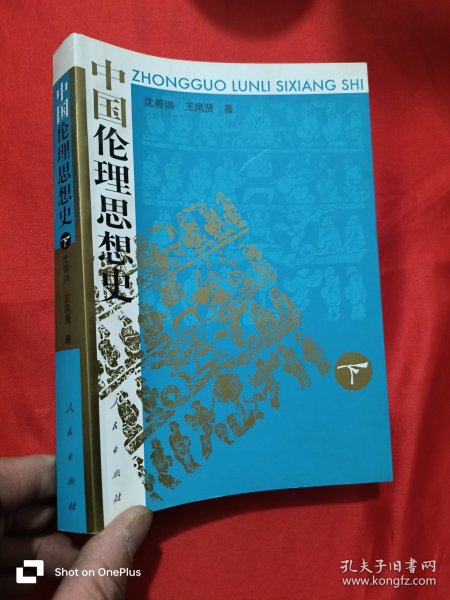 ZHONGGUO LUNLI SIXIANG SHI
沈善洪 王凤贤 著
中国伦理思想史
下
人民出版社
中国伦理思想史
下
沈善洪 王凤贤 著
人民出版社
1+
Shot on OnePlus
孔夫子旧书网
www.kongfz.com